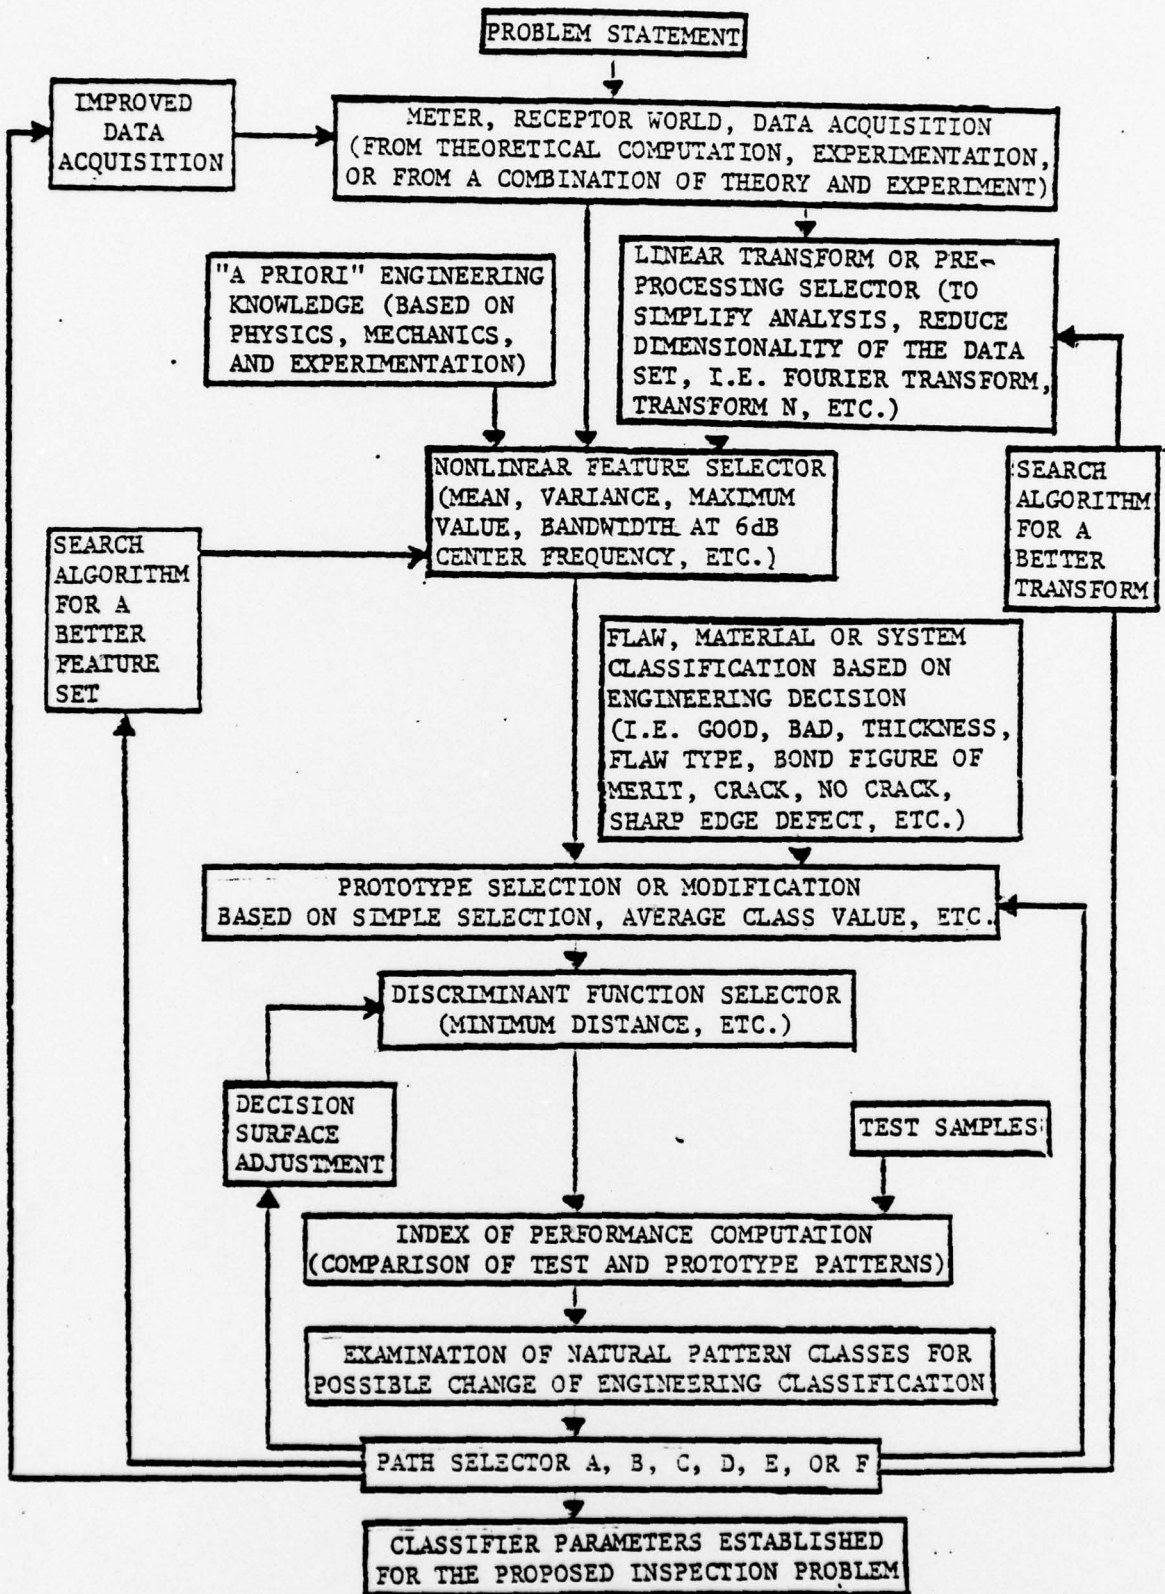 PROBLEM STATEMENT
IMPROVED
DATA
ACQUISITION
METER, RECEPTOR WORLD, DATA ACQUISITION
(FROM THEORETICAL COMPUTATION, EXPERIMENTATION,
OR FROM A COMBINATION OF THEORY AND EXPERIMENT)
"A PRIORI" ENGINEERING
KNOWLEDGE (BASED ON
PHYSICS, MECHANICS,
AND EXPERIMENTATION)
LINEAR TRANSFORM OR PRE-
PROCESSING SELECTOR (TO
SIMPLIFY ANALYSIS, REDUCE
DIMENSIONALITY OF THE DATA
SET, I.E. FOURIER TRANSFORM,
TRANSFORM N, ETC.)
NONLINEAR FEATURE SELECTOR
(MEAN, VARIANCE, MAXIMUM
VALUE, BANDWIDTH AT 6dB
CENTER FREQUENCY, ETC.)
SEARCH
ALGORITHM
FOR A
BETTER
TRANSFORM
SEARCH
ALGORITHM
FOR A
BETTER
FEATURE
SET
FLAW, MATERIAL OR SYSTEM
CLASSIFICATION BASED ON
ENGINEERING DECISION
(I.E. GOOD, BAD, THICKNESS,
FLAW TYPE, BOND FIGURE OF
MERIT, CRACK, NO CRACK,
SHARP EDGE DEFECT, ETC.)
PROTOTYPE SELECTION OR MODIFICATION
BASED ON SIMPLE SELECTION, AVERAGE CLASS VALUE, ETC.
DISCRIMINANT FUNCTION SELECTOR
(MINIMUM DISTANCE, ETC.)
DECISION
SURFACE
ADJUSTMENT
TEST SAMPLES
INDEX OF PERFORMANCE COMPUTATION
(COMPARISON OF TEST AND PROTOTYPE PATTERNS)
EXAMINATION OF NATURAL PATTERN CLASSES FOR
POSSIBLE CHANGE OF ENGINEERING CLASSIFICATION
PATH SELECTOR A, B, C, D, E, OR F
CLASSIFIER PARAMETERS ESTABLISHED
FOR THE PROPOSED INSPECTION PROBLEM